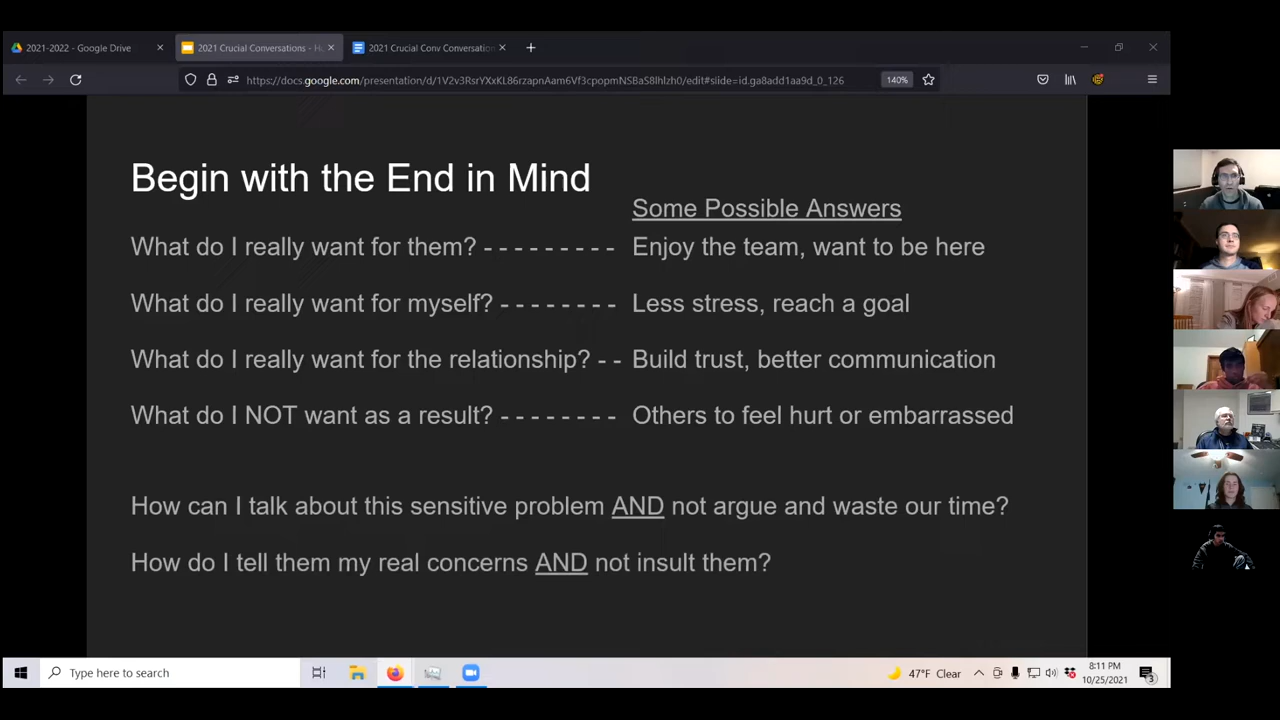 2021-2022 - Google Drive
2021 Crucial Conversations - Hu
2021 Crucial Conv Conversation
https://docs.google.com/presentation/d/1V2v3RsrYXxKL86rzapnAam6Vf3cpopmNSBaS8lhlzh0/edit#slide=id.ga8add1aa9d_0_126
140%
Begin with the End in Mind
Some Possible Answers
What do I really want for them? - - - - - - - - - Enjoy the team, want to be here
What do I really want for myself? - - - - - - - - Less stress, reach a goal
What do I really want for the relationship? - - Build trust, better communication
What do I NOT want as a result? - - - - - - - - Others to feel hurt or embarrassed
How can I talk about this sensitive problem AND not argue and waste our time?
How do I tell them my real concerns AND not insult them?
Type here to search
47°F Clear
8:11 PM
10/25/2021
3